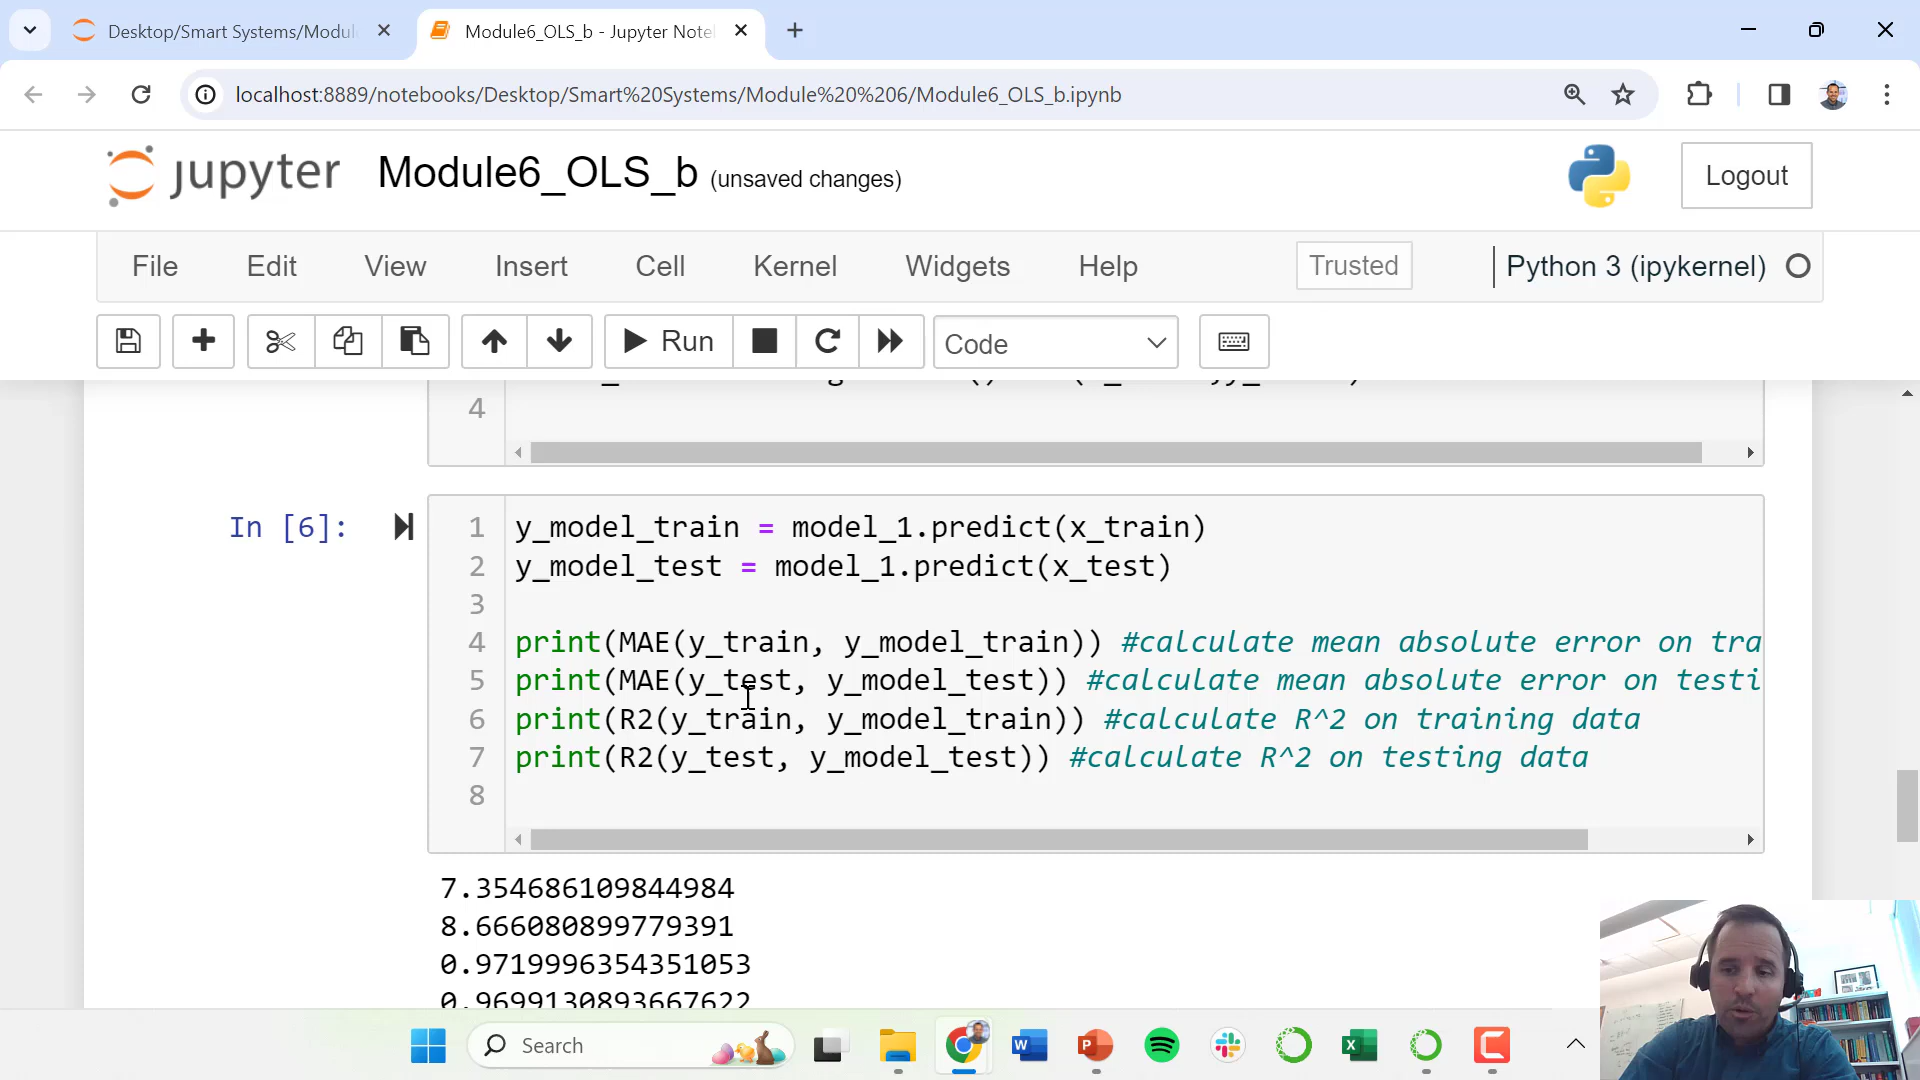 Desktop/Smart Systems/Modul
Module6_OLS_b - Jupyter Note
localhost:8889/notebooks/Desktop/Smart%20Systems/Module%20%206/Module6_OLS_b.ipynb
jupyter Module6_OLS_b (unsaved changes)
Logout
File Edit View Insert Cell Kernel Widgets Help
Trusted
Python 3 (ipykernel)
Run
Code
4
In [6]:
1 y_model_train = model_1.predict(x_train)
2 y_model_test = model_1.predict(x_test)
3
4 print(MAE(y_train, y_model_train)) #calculate mean absolute error on tra
5 print(MAE(y_test, y_model_test)) #calculate mean absolute error on testi
6 print(R2(y_train, y_model_train)) #calculate R^2 on training data
7 print(R2(y_test, y_model_test)) #calculate R^2 on testing data
8
7.354686109844984
8.666080899779391
0.9719996354351053
0.96991308936676​22
Search